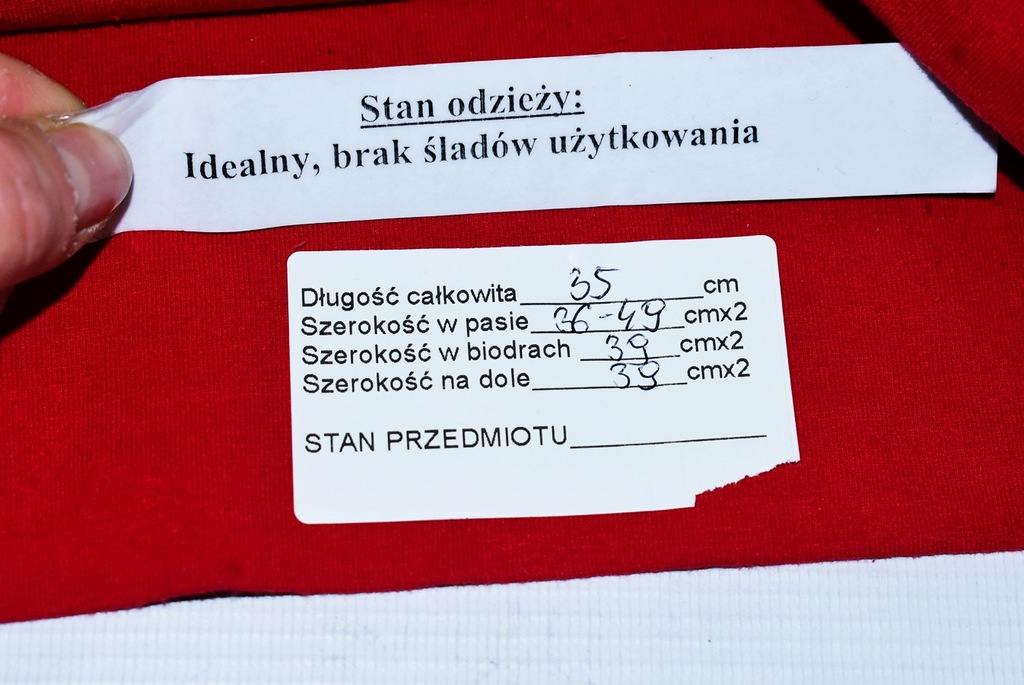 Stan odzieży:
Idealny, brak śladów użytkowania
Długość całkowita 35 cm
Szerokość w pasie 36-49 cmx2
Szerokość w biodrach 39 cmx2
Szerokość na dole 39 cmx2
STAN PRZEDMIOTU